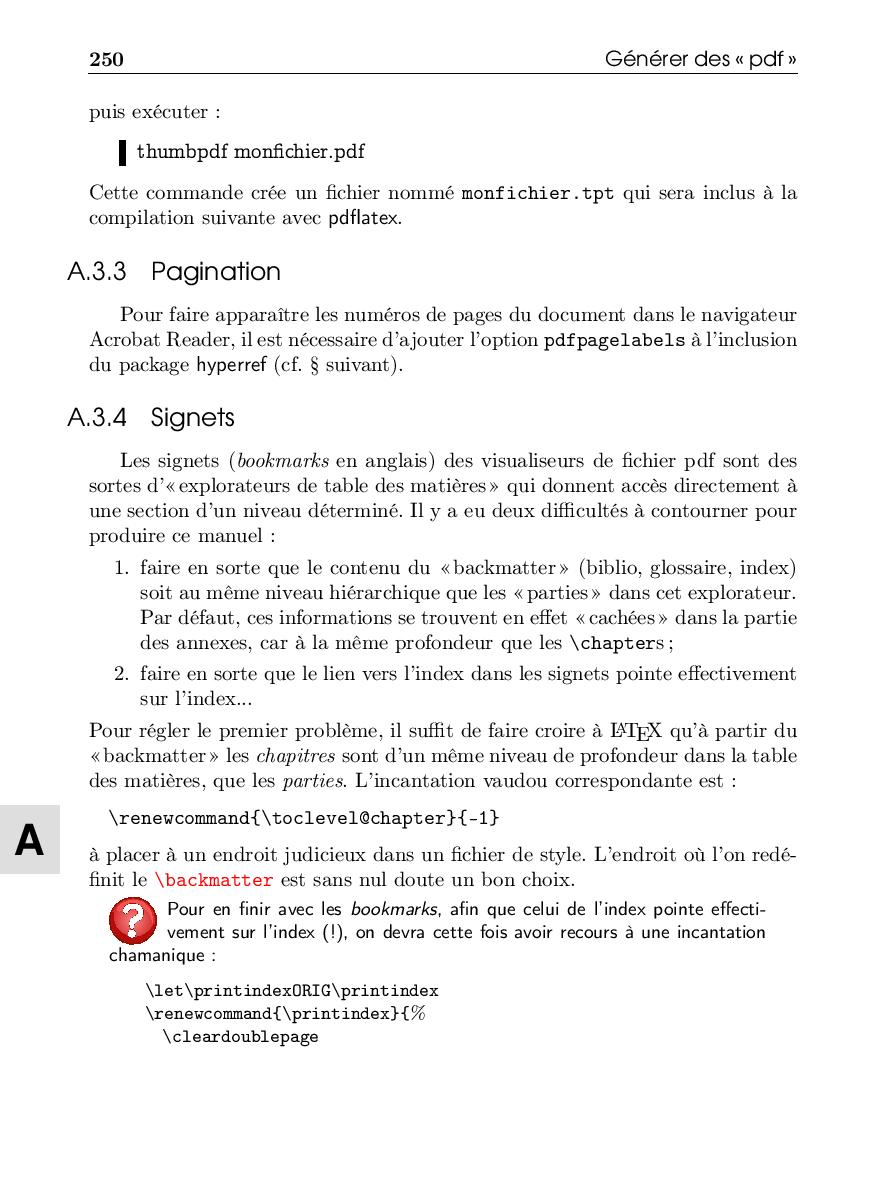 250 Générer des « pdf »
puis exécuter :
thumbpdf monfichier.pdf
Cette commande crée un fichier nommé monfichier.tpt qui sera inclus à la
compilation suivante avec pdflatex.
A.3.3 Pagination
Pour faire apparaître les numéros de pages du document dans le navigateur
Acrobat Reader, il est nécessaire d'ajouter l'option pdfpagelabels à l'inclusion
du package hyperref (cf. § suivant).
A.3.4 Signets
Les signets (bookmarks en anglais) des visualiseurs de fichier pdf sont des
sortes d'« explorateurs de table des matières » qui donnent accès directement à
une section d'un niveau déterminé. Il y a eu deux difficultés à contourner pour
produire ce manuel :
1. faire en sorte que le contenu du « backmatter » (biblio, glossaire, index)
soit au même niveau hiérarchique que les « parties » dans cet explorateur.
Par défaut, ces informations se trouvent en effet « cachées » dans la partie
des annexes, car à la même profondeur que les \chapters ;
2. faire en sorte que le lien vers l'index dans les signets pointe effectivement
sur l'index...
Pour régler le premier problème, il suffit de faire croire à LATEX qu'à partir du
« backmatter » les chapitres sont d'un même niveau de profondeur dans la table
des matières, que les parties. L'incantation vaudou correspondante est :
\renewcommand{\toclevel@chapter}{-1}
A
à placer à un endroit judicieux dans un fichier de style. L'endroit où l'on redé-
finit le \backmatter est sans nul doute un bon choix.
? Pour en finir avec les bookmarks, afin que celui de l'index pointe effecti-
vement sur l'index (!), on devra cette fois avoir recours à une incantation
chamanique :
\let\printindexORIG\printindex
\renewcommand{\printindex}{%
\cleardoublepage